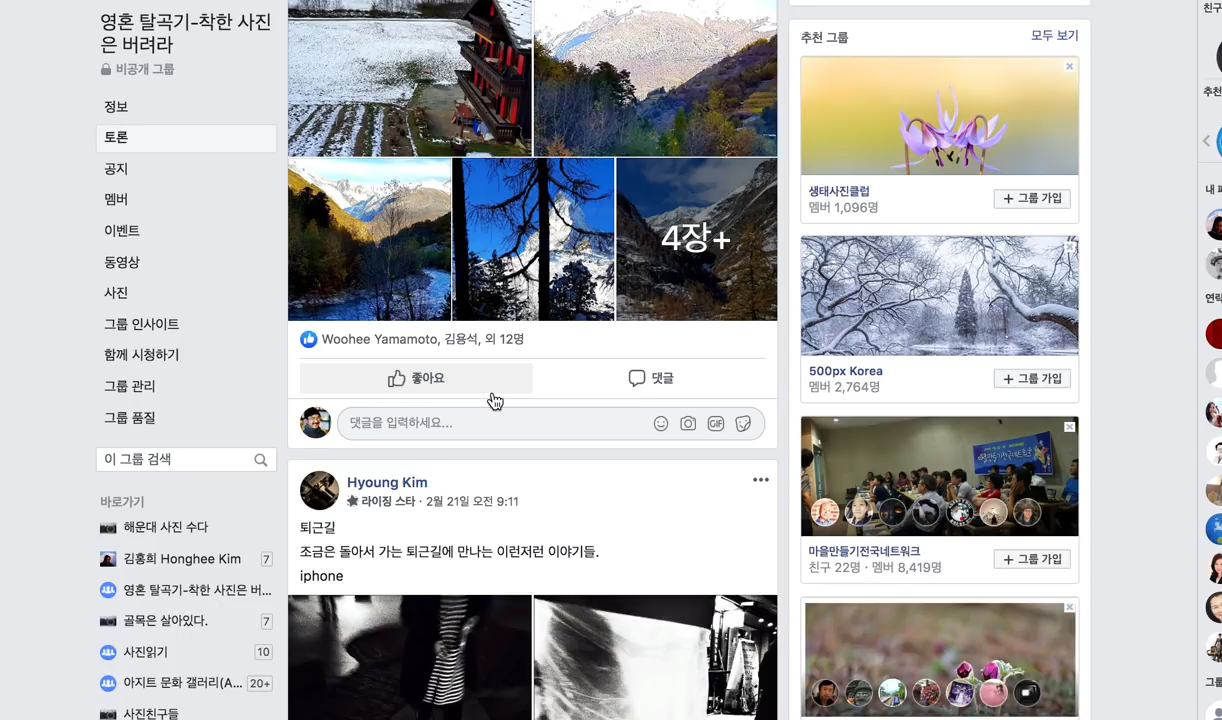 영혼 탈곡기-착한 사진
은 버려라
비공개 그룹
정보
토론
공지
멤버
이벤트
동영상
사진
그룹 인사이트
함께 시청하기
그룹 관리
그룹 품질
이 그룹 검색
바로가기
해운대 사진 수다
김홍희 Honghee Kim 7
영혼 탈곡기-착한 사진은 버...
골목은 살아있다. 7
사진읽기 10
아지트 문화 갤러리(A... 20+
사진친구들
4장+
Woohee Yamamoto, 김용석, 외 12명
좋아요 댓글
댓글을 입력하세요...
GIF
Hyoung Kim
라이징 스타 · 2월 21일 오전 9:11
퇴근길
조금은 돌아서 가는 퇴근길에 만나는 이런저런 이야기들.
iphone
추천 그룹 모두 보기
생태사진클럽
멤버 1,096명
+ 그룹 가입
500px Korea
멤버 2,764명
+ 그룹 가입
마을만들기전국네트워크
친구 22명 · 멤버 8,419명
+ 그룹 가입
친구
추천
내 페
연락
그룹